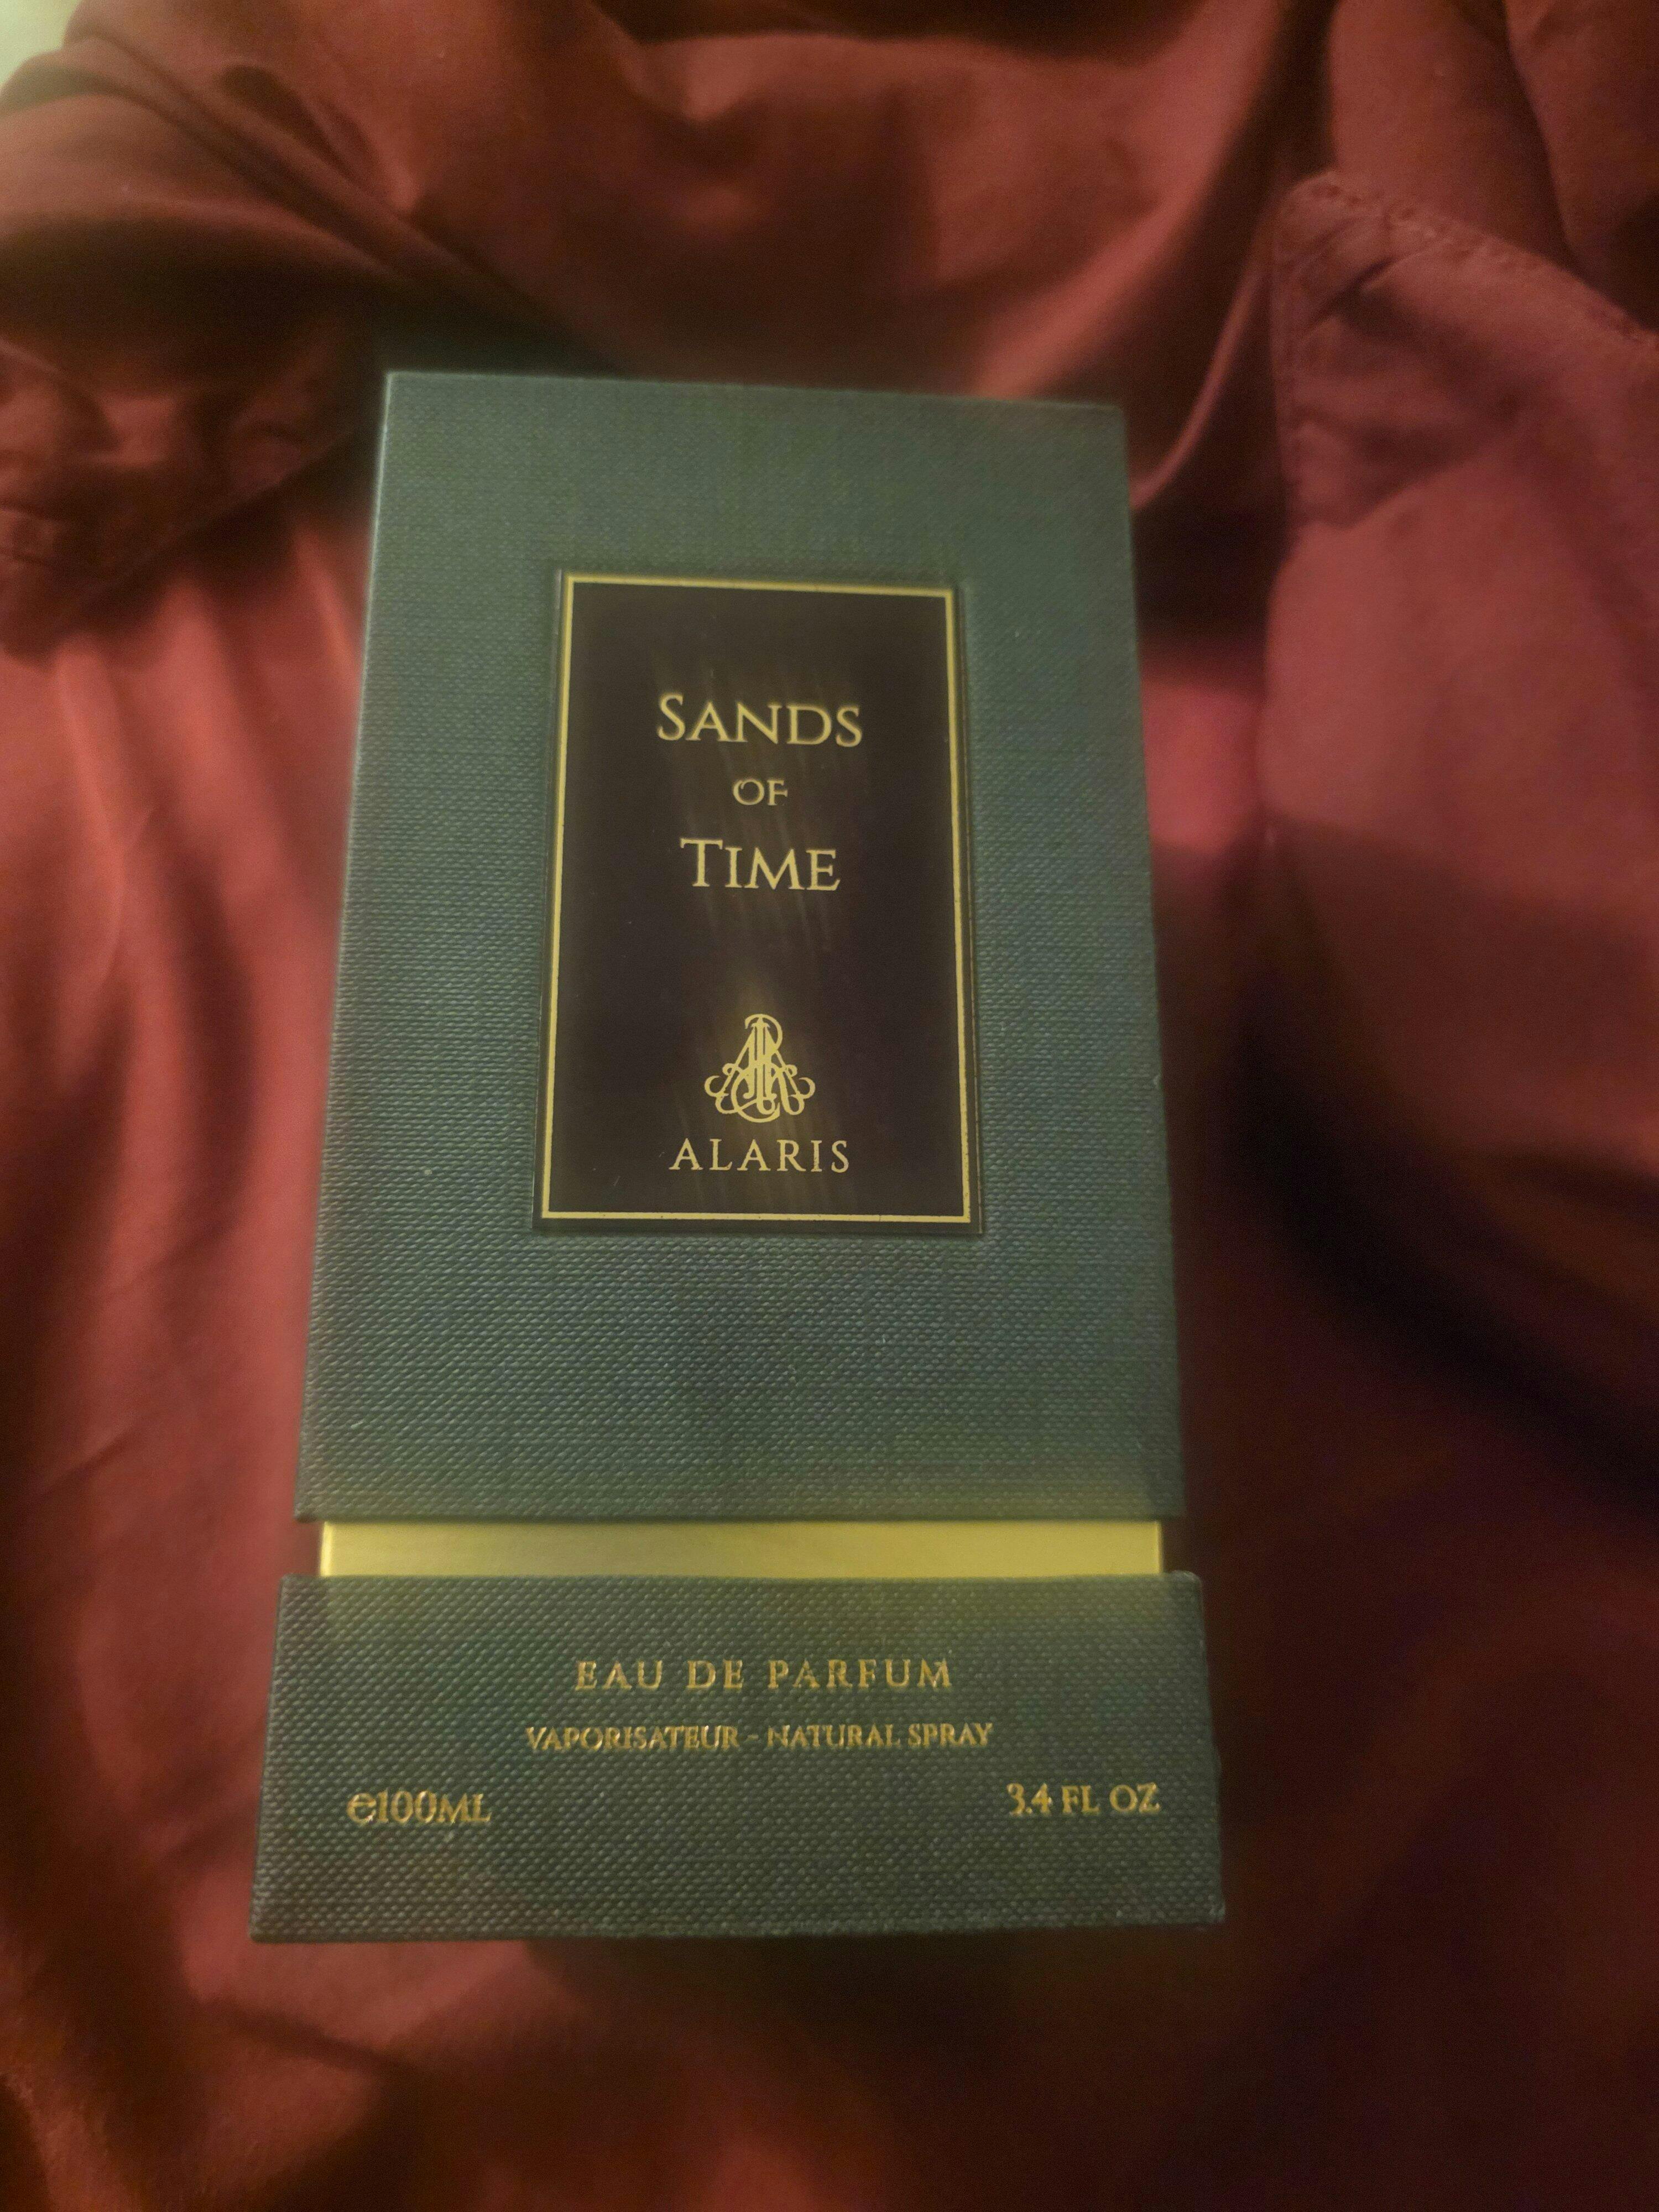 SANDS
OF
TIME
ALARIS
EAU DE PARFUM
VAPORISATEUR - NATURAL SPRAY
℮100ML
3.4 FL OZ